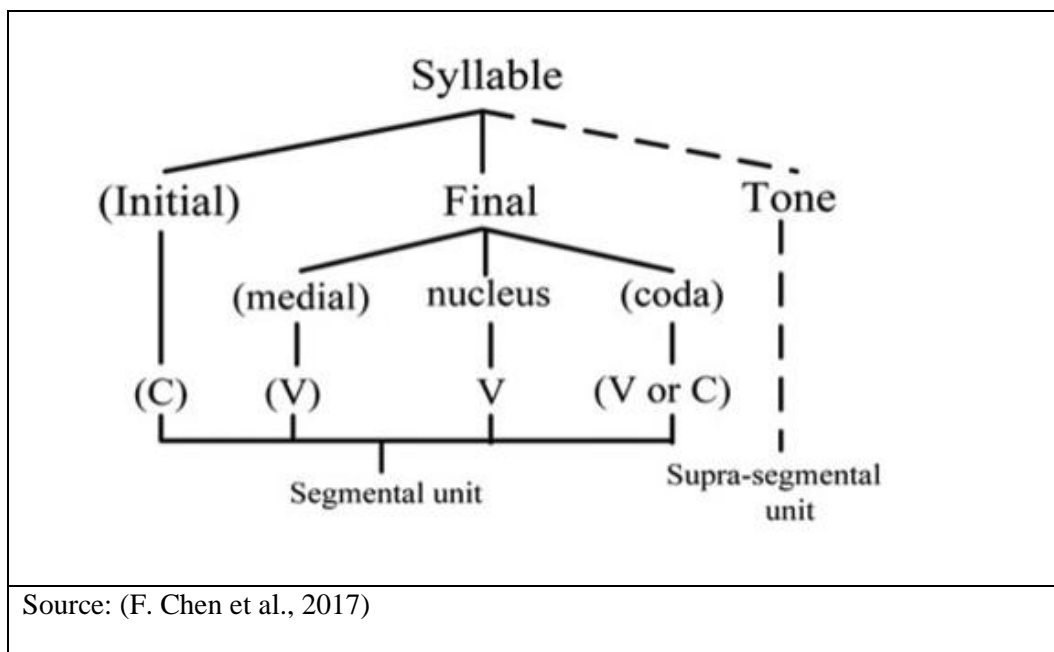 Syllable
(Initial) Final Tone
(medial) nucleus (coda)
(C) (V) V (V or C)
Segmental unit
Supra-segmental
unit
Source: (F. Chen et al., 2017)